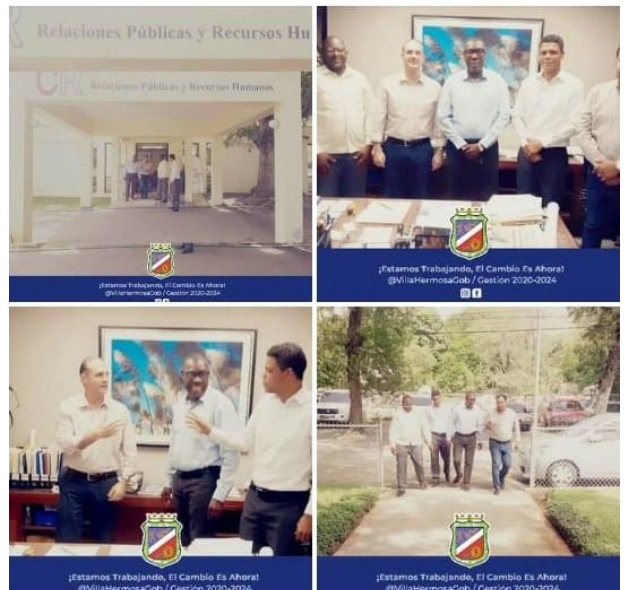 Relaciones Públicas y Recursos Hu
Relaciones Públicas y Recursos Humanos
¡Estamos Trabajando, El Cambio Es Ahora!
@VillaHermosaGob / Gestión 2020-2024
¡Estamos Trabajando, El Cambio Es Ahora!
@VillaHermosaGob / Gestión 2020-2024
¡Estamos Trabajando, El Cambio Es Ahora!
@VillaHermosaGob / Gestión 2020-2024
¡Estamos Trabajando, El Cambio Es Ahora!
@VillaHermosaGob / Gestión 2020-2024